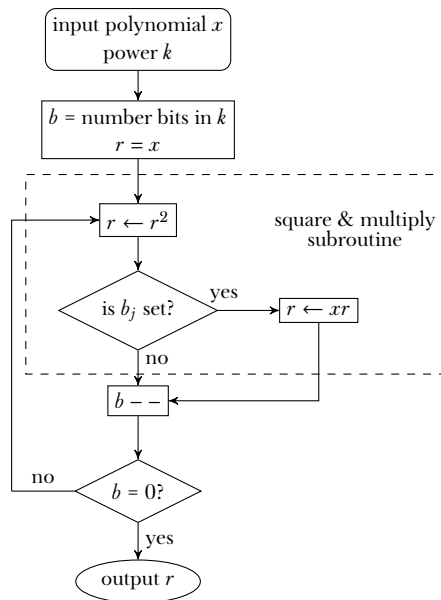 input polynomial x
power k
b = number bits in k
r = x
r ← r²
square & multiply
subroutine
is b_j set?
yes
r ← xr
no
b − −
no
b = 0?
yes
output r